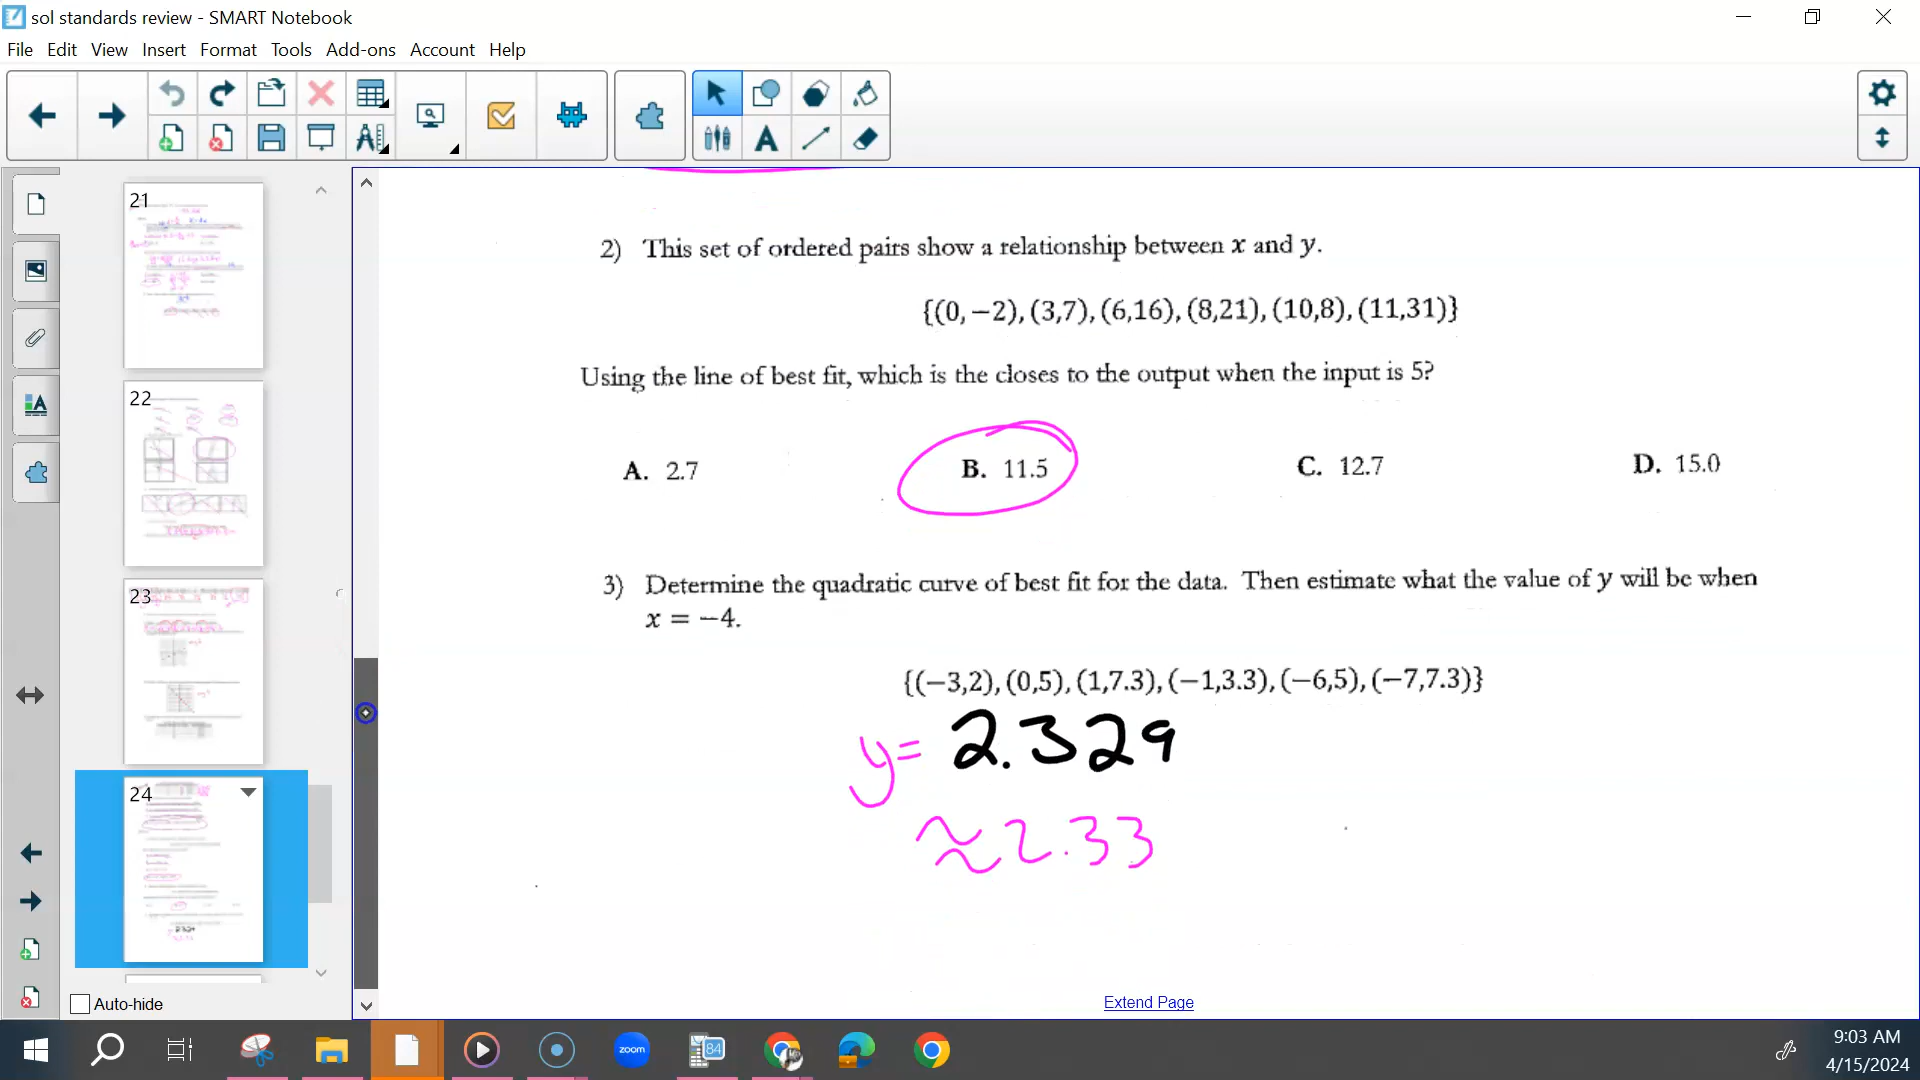 sol standards review - SMART Notebook
File Edit View Insert Format Tools Add-ons Account Help
21
22
23
24
Auto-hide
2) This set of ordered pairs show a relationship between x and y.
{(0,−2),(3,7),(6,16),(8,21),(10,8),(11,31)}
Using the line of best fit, which is the closes to the output when the input is 5?
A. 2.7 B. 11.5 C. 12.7 D. 15.0
3) Determine the quadratic curve of best fit for the data. Then estimate what the value of y will be when
x = −4.
{(−3,2),(0,5),(1,7.3),(−1,3.3),(−6,5),(−7,7.3)}
y= 2.329
≈2.33
Extend Page
zoom
84
9:03 AM
4/15/2024